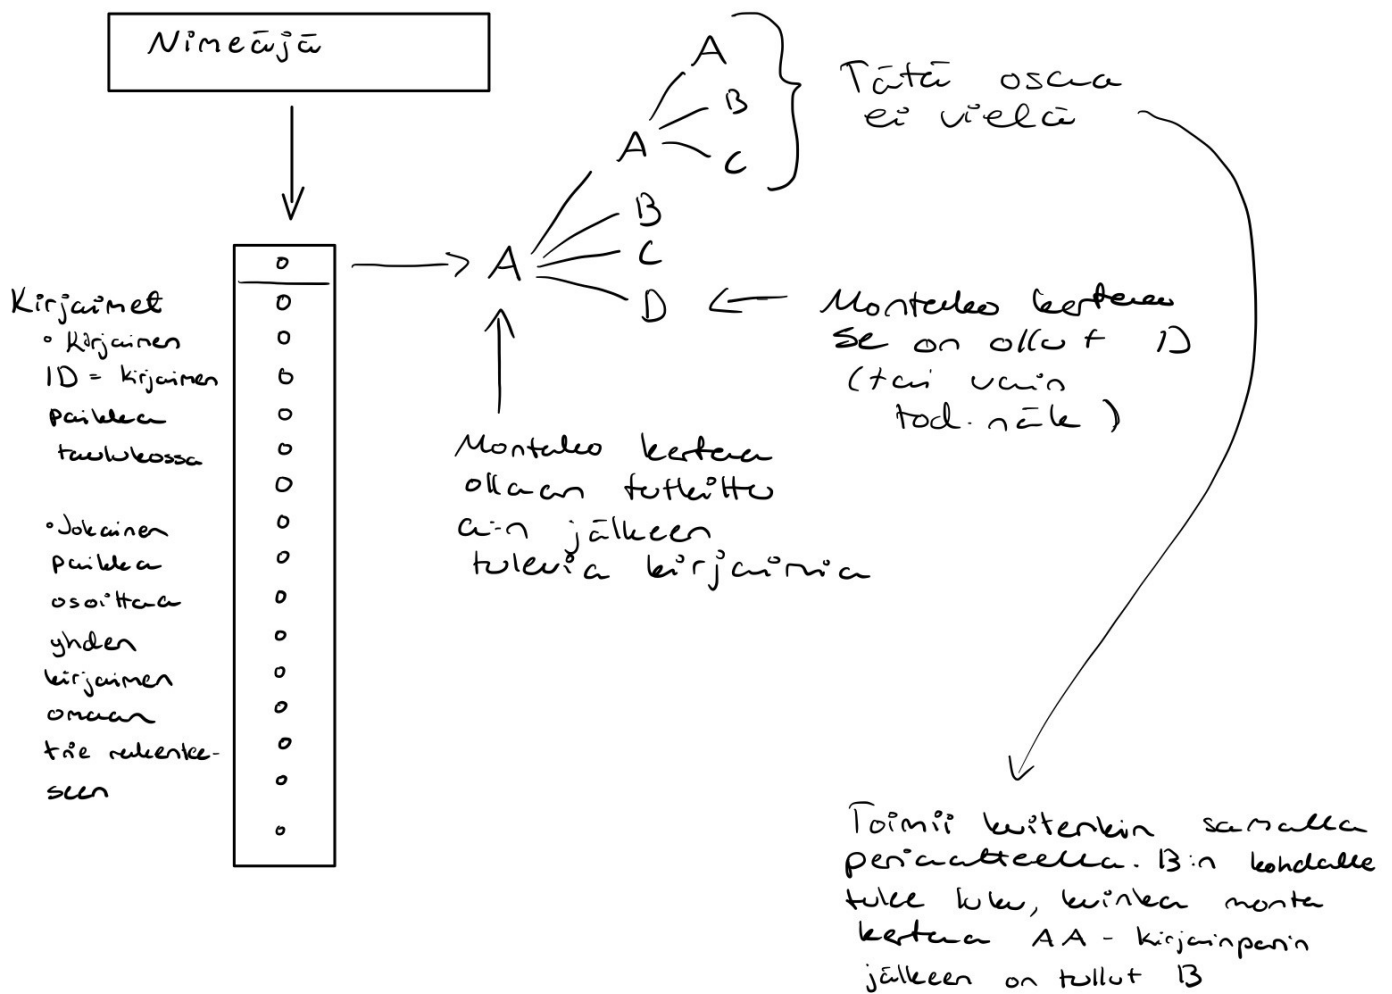 Nimeäjä
A
B
C
A
B
C
D
A
Tätä osaa
ei vielä
Kirjaimet
• Kirjainen
ID = kirjaimen
paikka
taulukossa
• Jokainen
paikka
osoittaa
yhden
kirjaimen
omaan
trie rakentee-
seen
Montako kertaa
ollaan tutkittu
a:n jälkeen
tulevia kirjaimia
Montako kertaa
se on ollut D
(tai vain
tod. näk)
Toimii kuitenkin samalla
periaatteella. B:n kohdalle
tulee luku, kuinka monta
kertaa AA - kirjainparin
jälkeen on tullut B